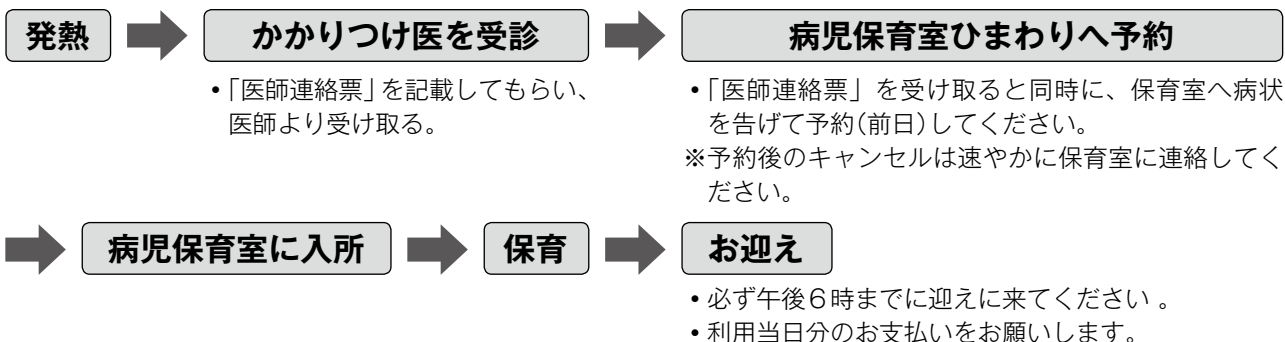 発熱
かかりつけ医を受診
病児保育室ひまわりへ予約
•「医師連絡票」を記載してもらい、
医師より受け取る。
•「医師連絡票」を受け取ると同時に、保育室へ病状
を告げて予約(前日)してください。
※予約後のキャンセルは速やかに保育室に連絡してく
ださい。
病児保育室に入所
保育
お迎え
•必ず午後6時までに迎えに来てください 。
•利用当日分のお支払いをお願いします。